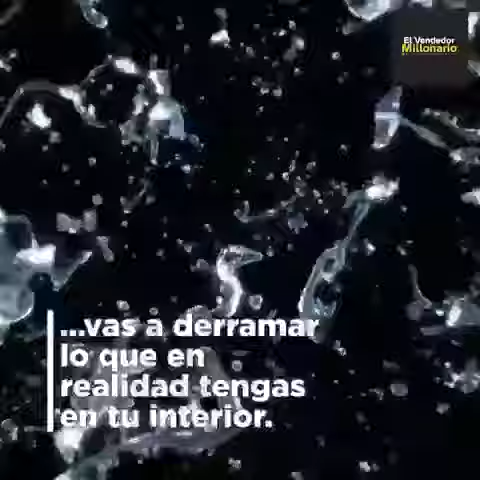 El Vendedor
Millonario
...vas a derramar
lo que en
realidad tengas
en tu interior.